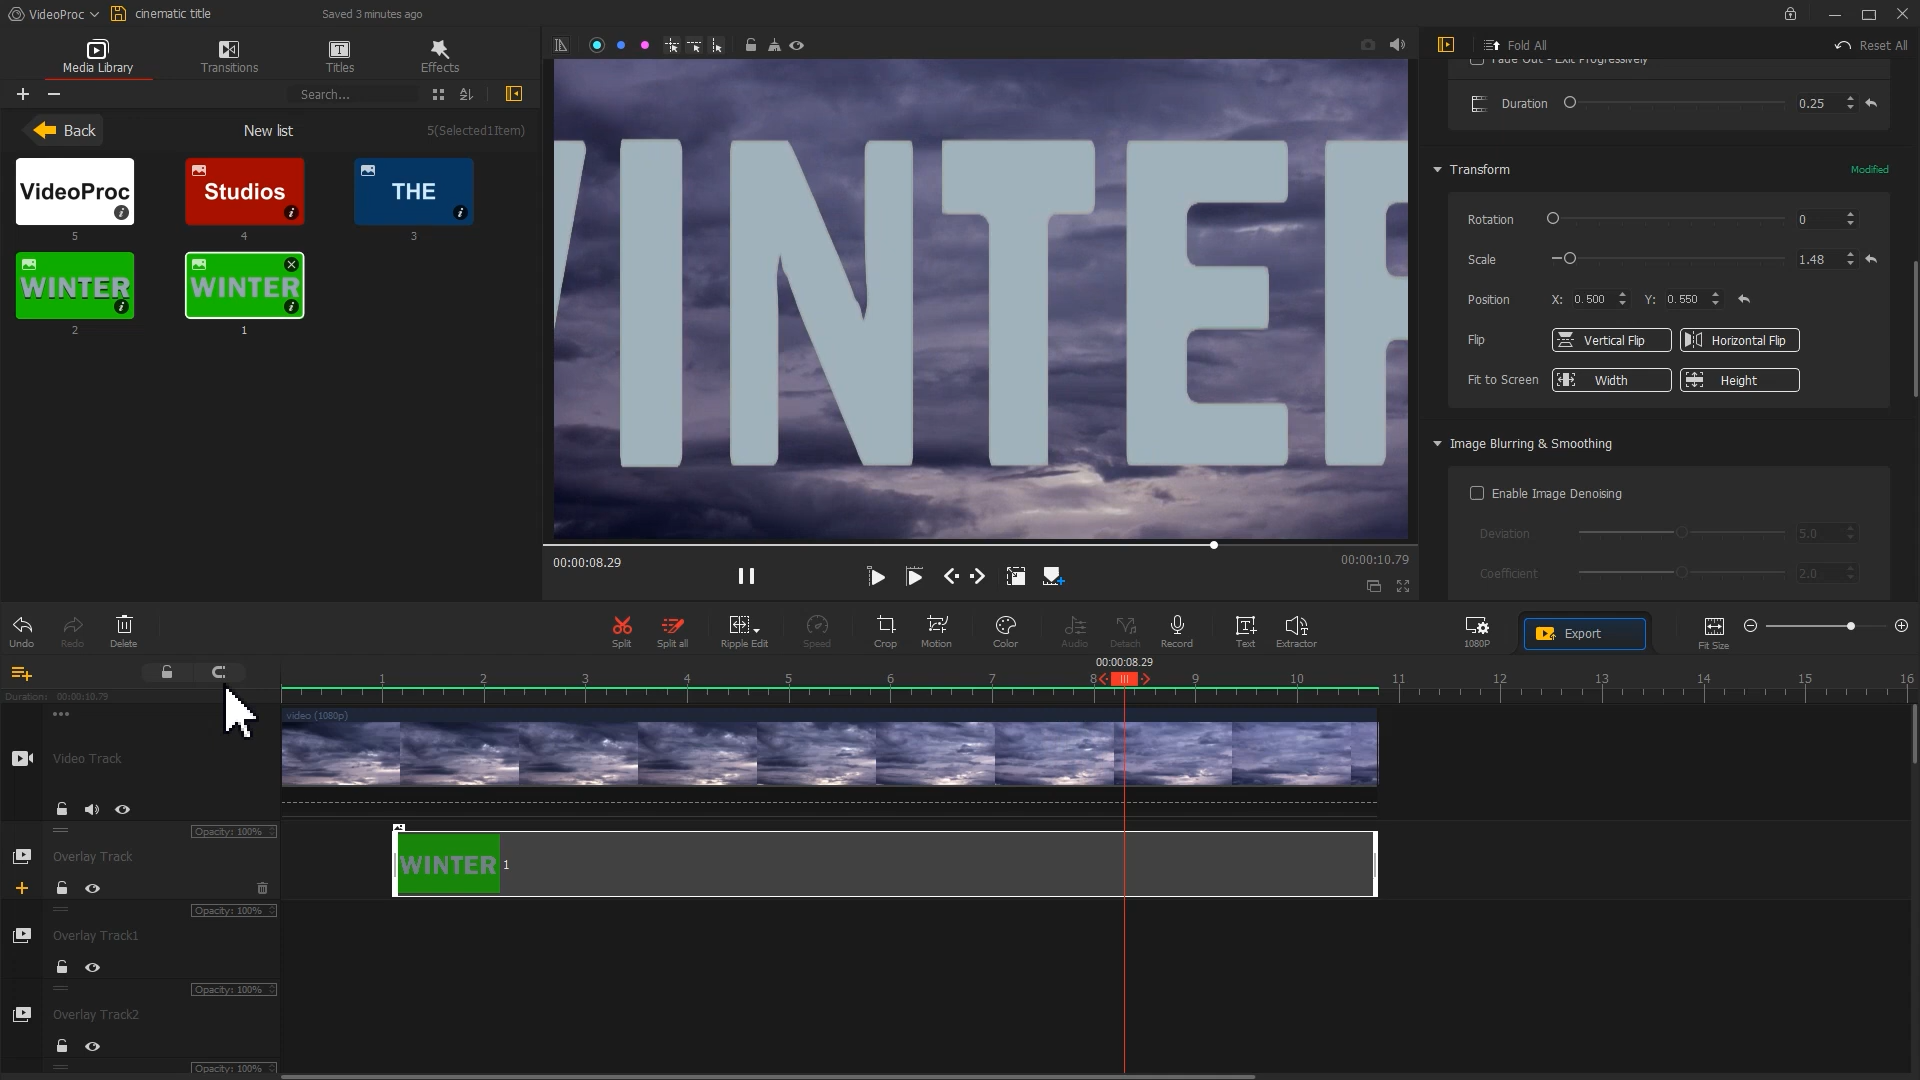 VideoProc
cinematic title
Saved 3 minutes ago
Media Library
Transitions
Titles
Effects
Fold All
Reset All
Search...
Back
New list
5(Selected1Item)
VideoProc
5
Studios
4
THE
3
WINTER
2
WINTER
1
WINTER
00:00:08.29
00:00:10.79
Fade Out - Exit Progressively
Duration
0.25
Transform
Modified
Rotation
0
Scale
1.48
Position
X:
0.500
Y:
0.550
Flip
Vertical Flip
Horizontal Flip
Fit to Screen
Width
Height
Image Blurring & Smoothing
Enable Image Denoising
Deviation
5.0
Coefficient
2.0
Undo
Redo
Delete
Split
Split all
Ripple Edit
Speed
Crop
Motion
Color
Audio
Detach
Record
Text
Extractor
1080P
Export
Fit Size
00:00:08.29
1 2 3 4 5 6 7 8 9 10 11 12 13 14 15 16
Duration: 00:00:10.79
video (1080p)
Video Track
Opacity: 100%
Overlay Track
WINTER
1
Opacity: 100%
Overlay Track1
Opacity: 100%
Overlay Track2
Opacity: 100%